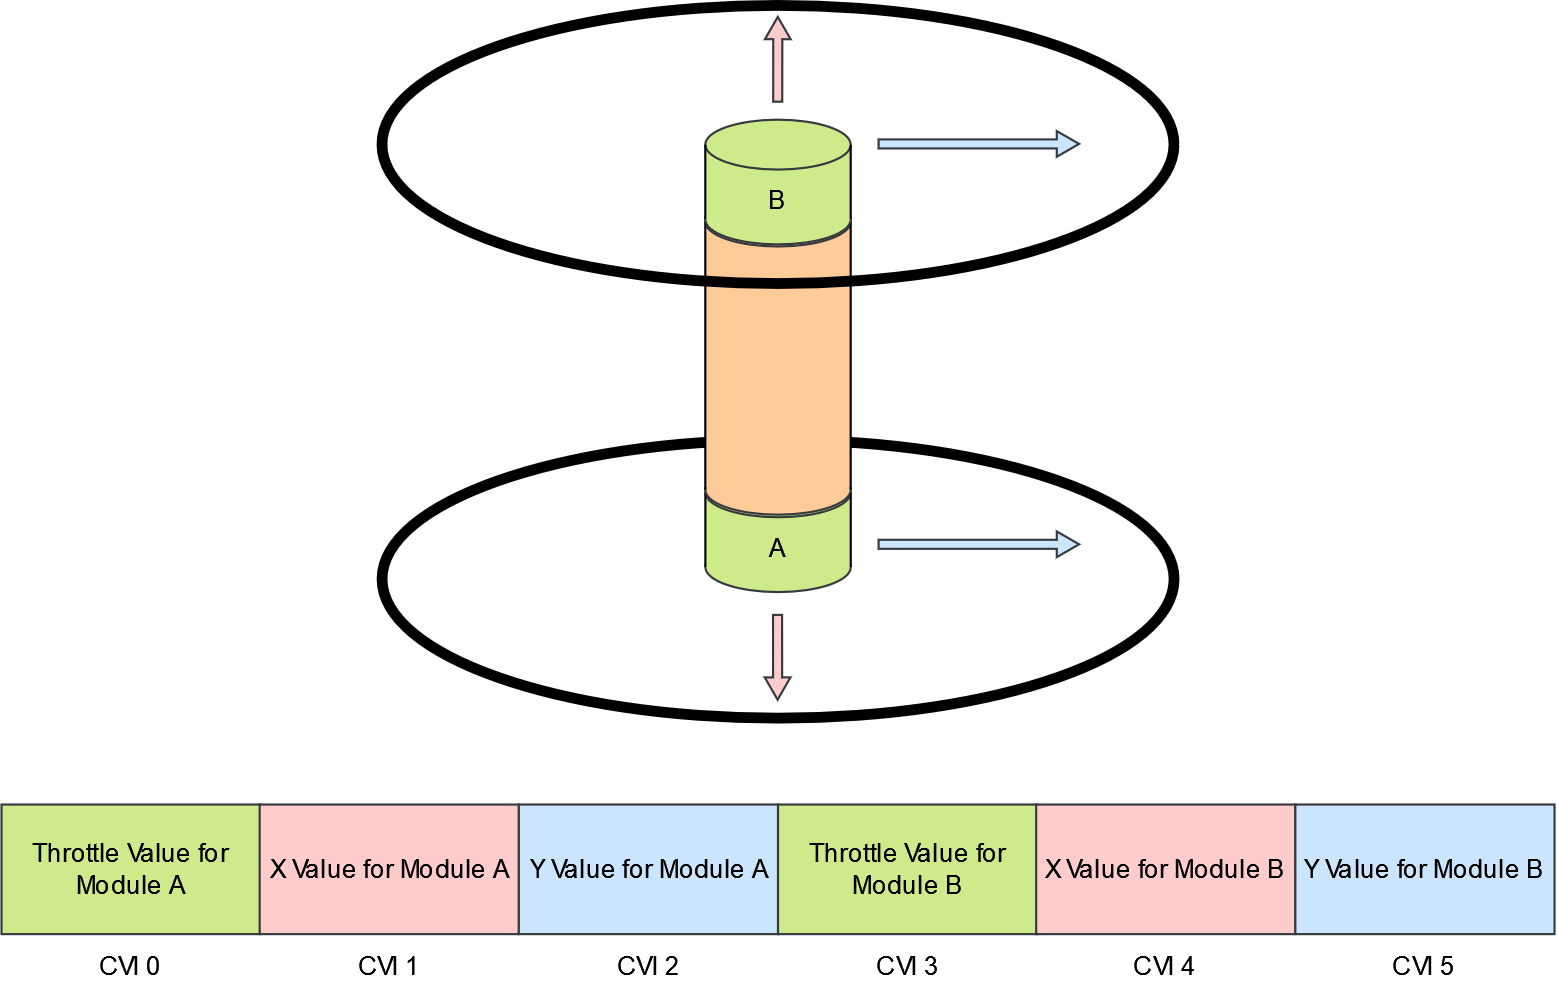 B
A
Throttle Value for
Module A
X Value for Module A
Y Value for Module A
Throttle Value for
Module B
X Value for Module B
Y Value for Module B
CVI 0
CVI 1
CVI 2
CVI 3
CVI 4
CVI 5